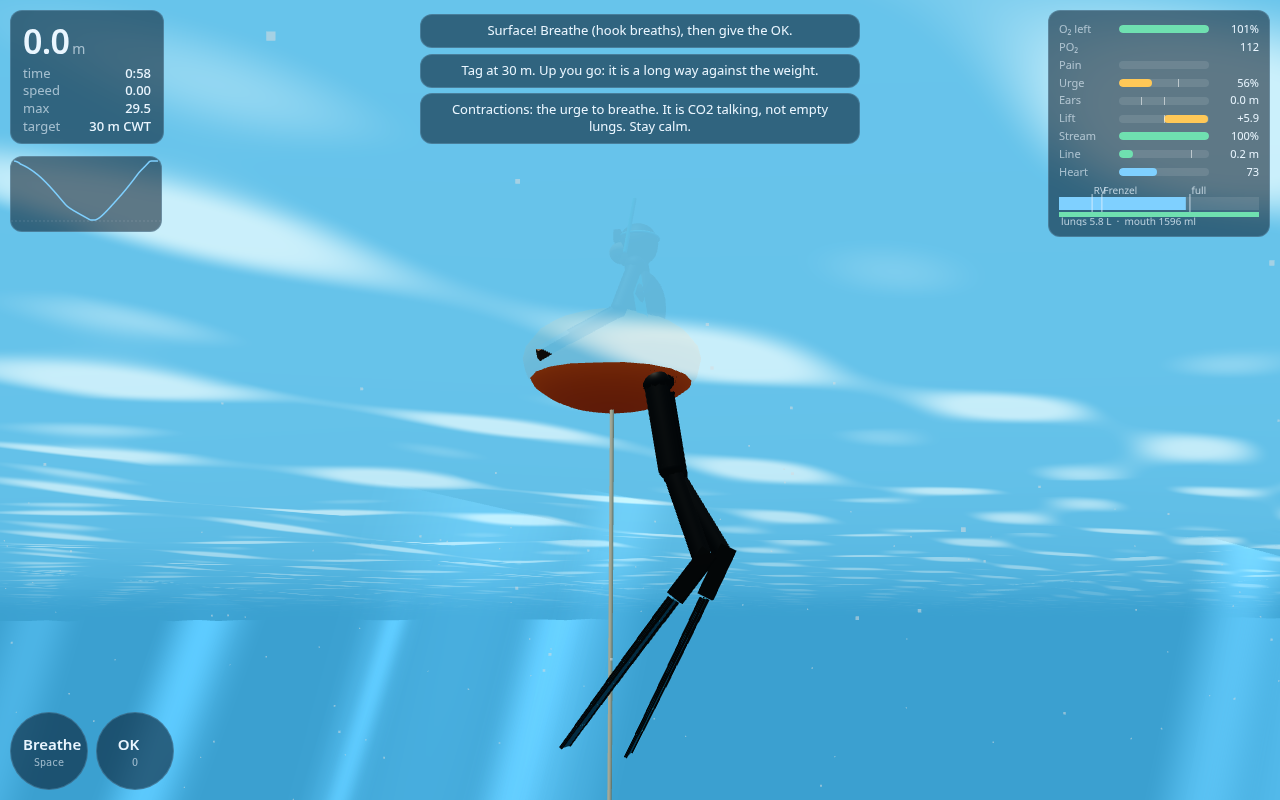 0.0 m
time 0:58
speed 0.00
max 29.5
target 30 m CWT
Surface! Breathe (hook breaths), then give the OK.
Tag at 30 m. Up you go: it is a long way against the weight.
Contractions: the urge to breathe. It is CO2 talking, not empty
lungs. Stay calm.
O₂ left 101%
PO₂ 112
Pain
Urge 56%
Ears 0.0 m
Lift +5.9
Stream 100%
Line 0.2 m
Heart 73
RV Frenzel full
lungs 5.8 L · mouth 1596 ml
Breathe
Space
OK
0